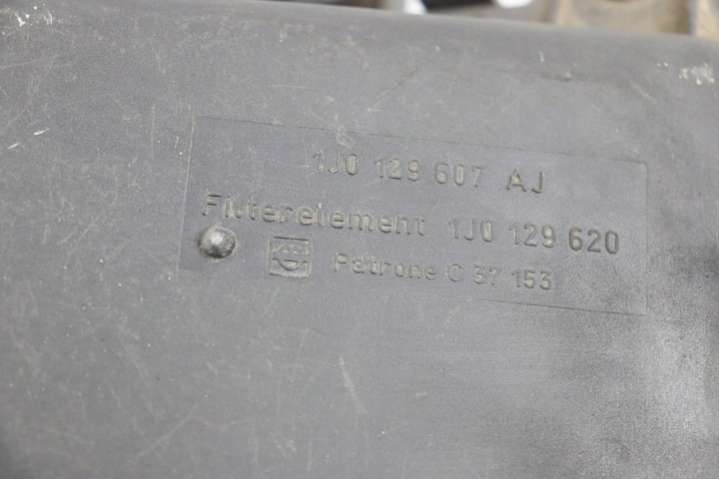 1J0 129 607 AJ
Filterelement 1J0 129 620
Patrone C 37 153